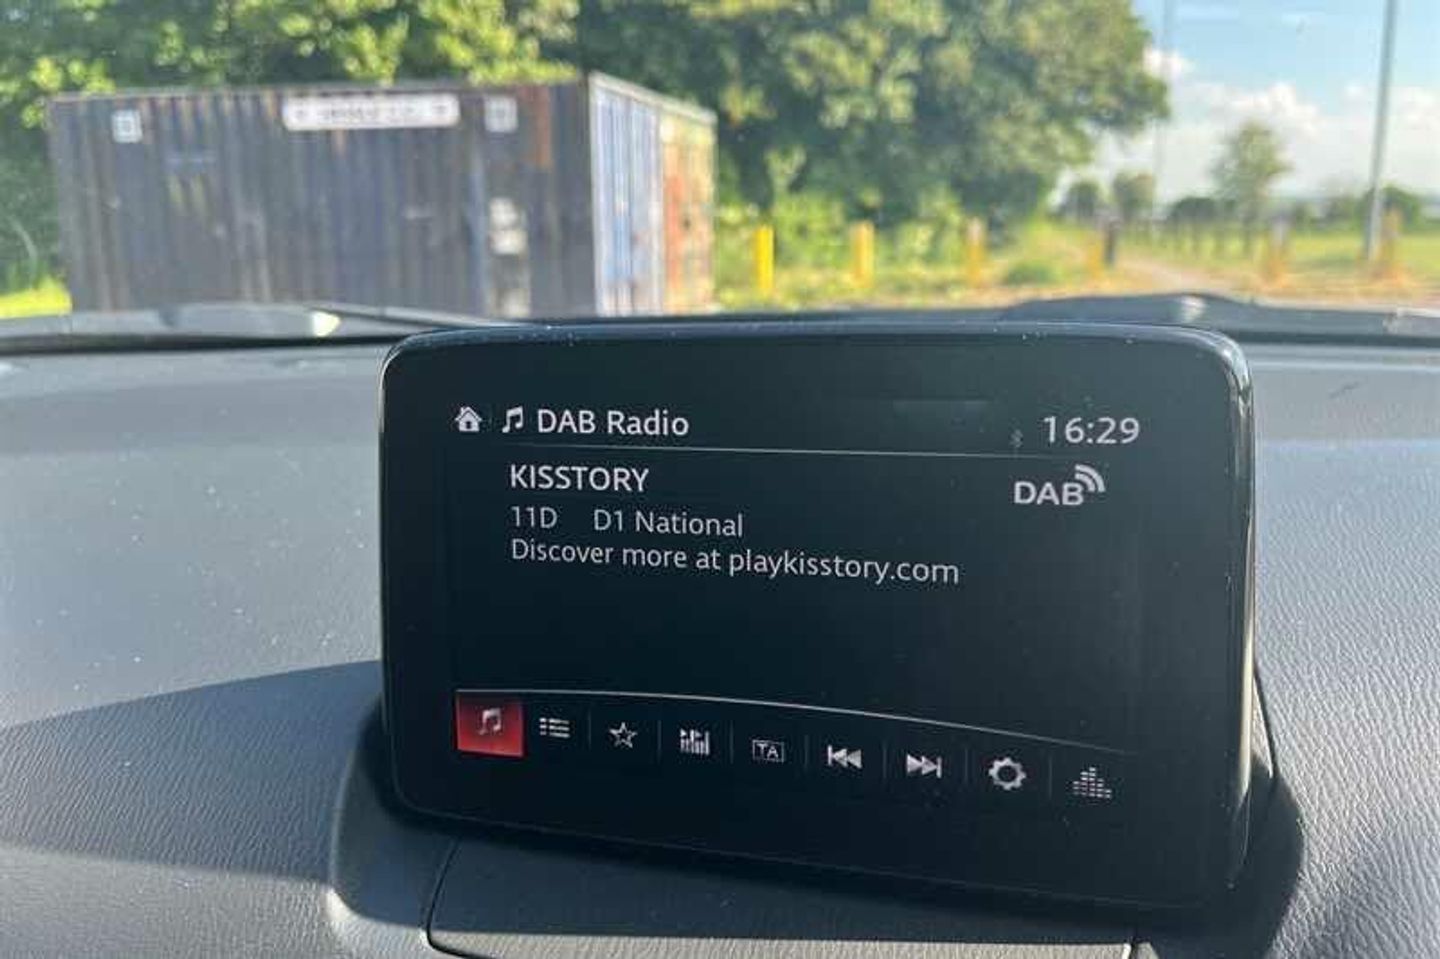 DAB Radio 16:29
KISSTORY DAB
11D D1 National
Discover more at playkisstory.com
TA